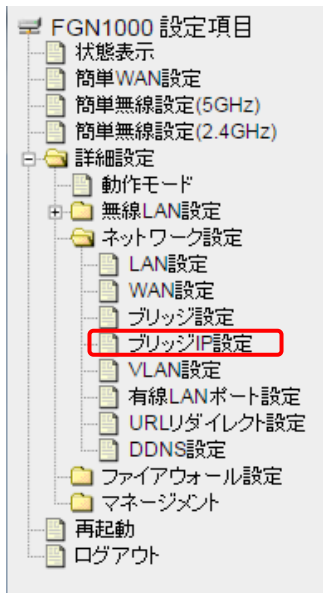 FGN1000 設定項目
状態表示
簡単WAN設定
簡単無線設定(5GHz)
簡単無線設定(2.4GHz)
詳細設定
動作モード
無線LAN設定
ネットワーク設定
LAN設定
WAN設定
ブリッジ設定
ブリッジIP設定
VLAN設定
有線LANポート設定
URLリダイレクト設定
DDNS設定
ファイアウォール設定
マネージメント
再起動
ログアウト